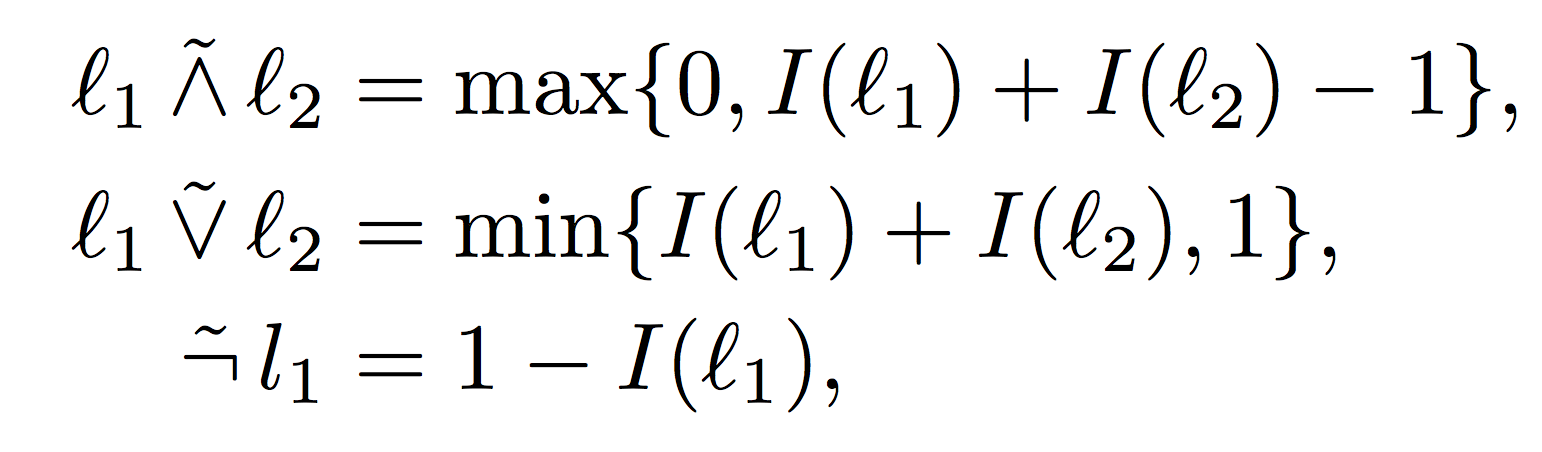 ℓ₁ ∧̃ ℓ₂ = max{0, I(ℓ₁) + I(ℓ₂) − 1},
ℓ₁ ∨̃ ℓ₂ = min{I(ℓ₁) + I(ℓ₂), 1},
¬̃ l₁ = 1 − I(ℓ₁),